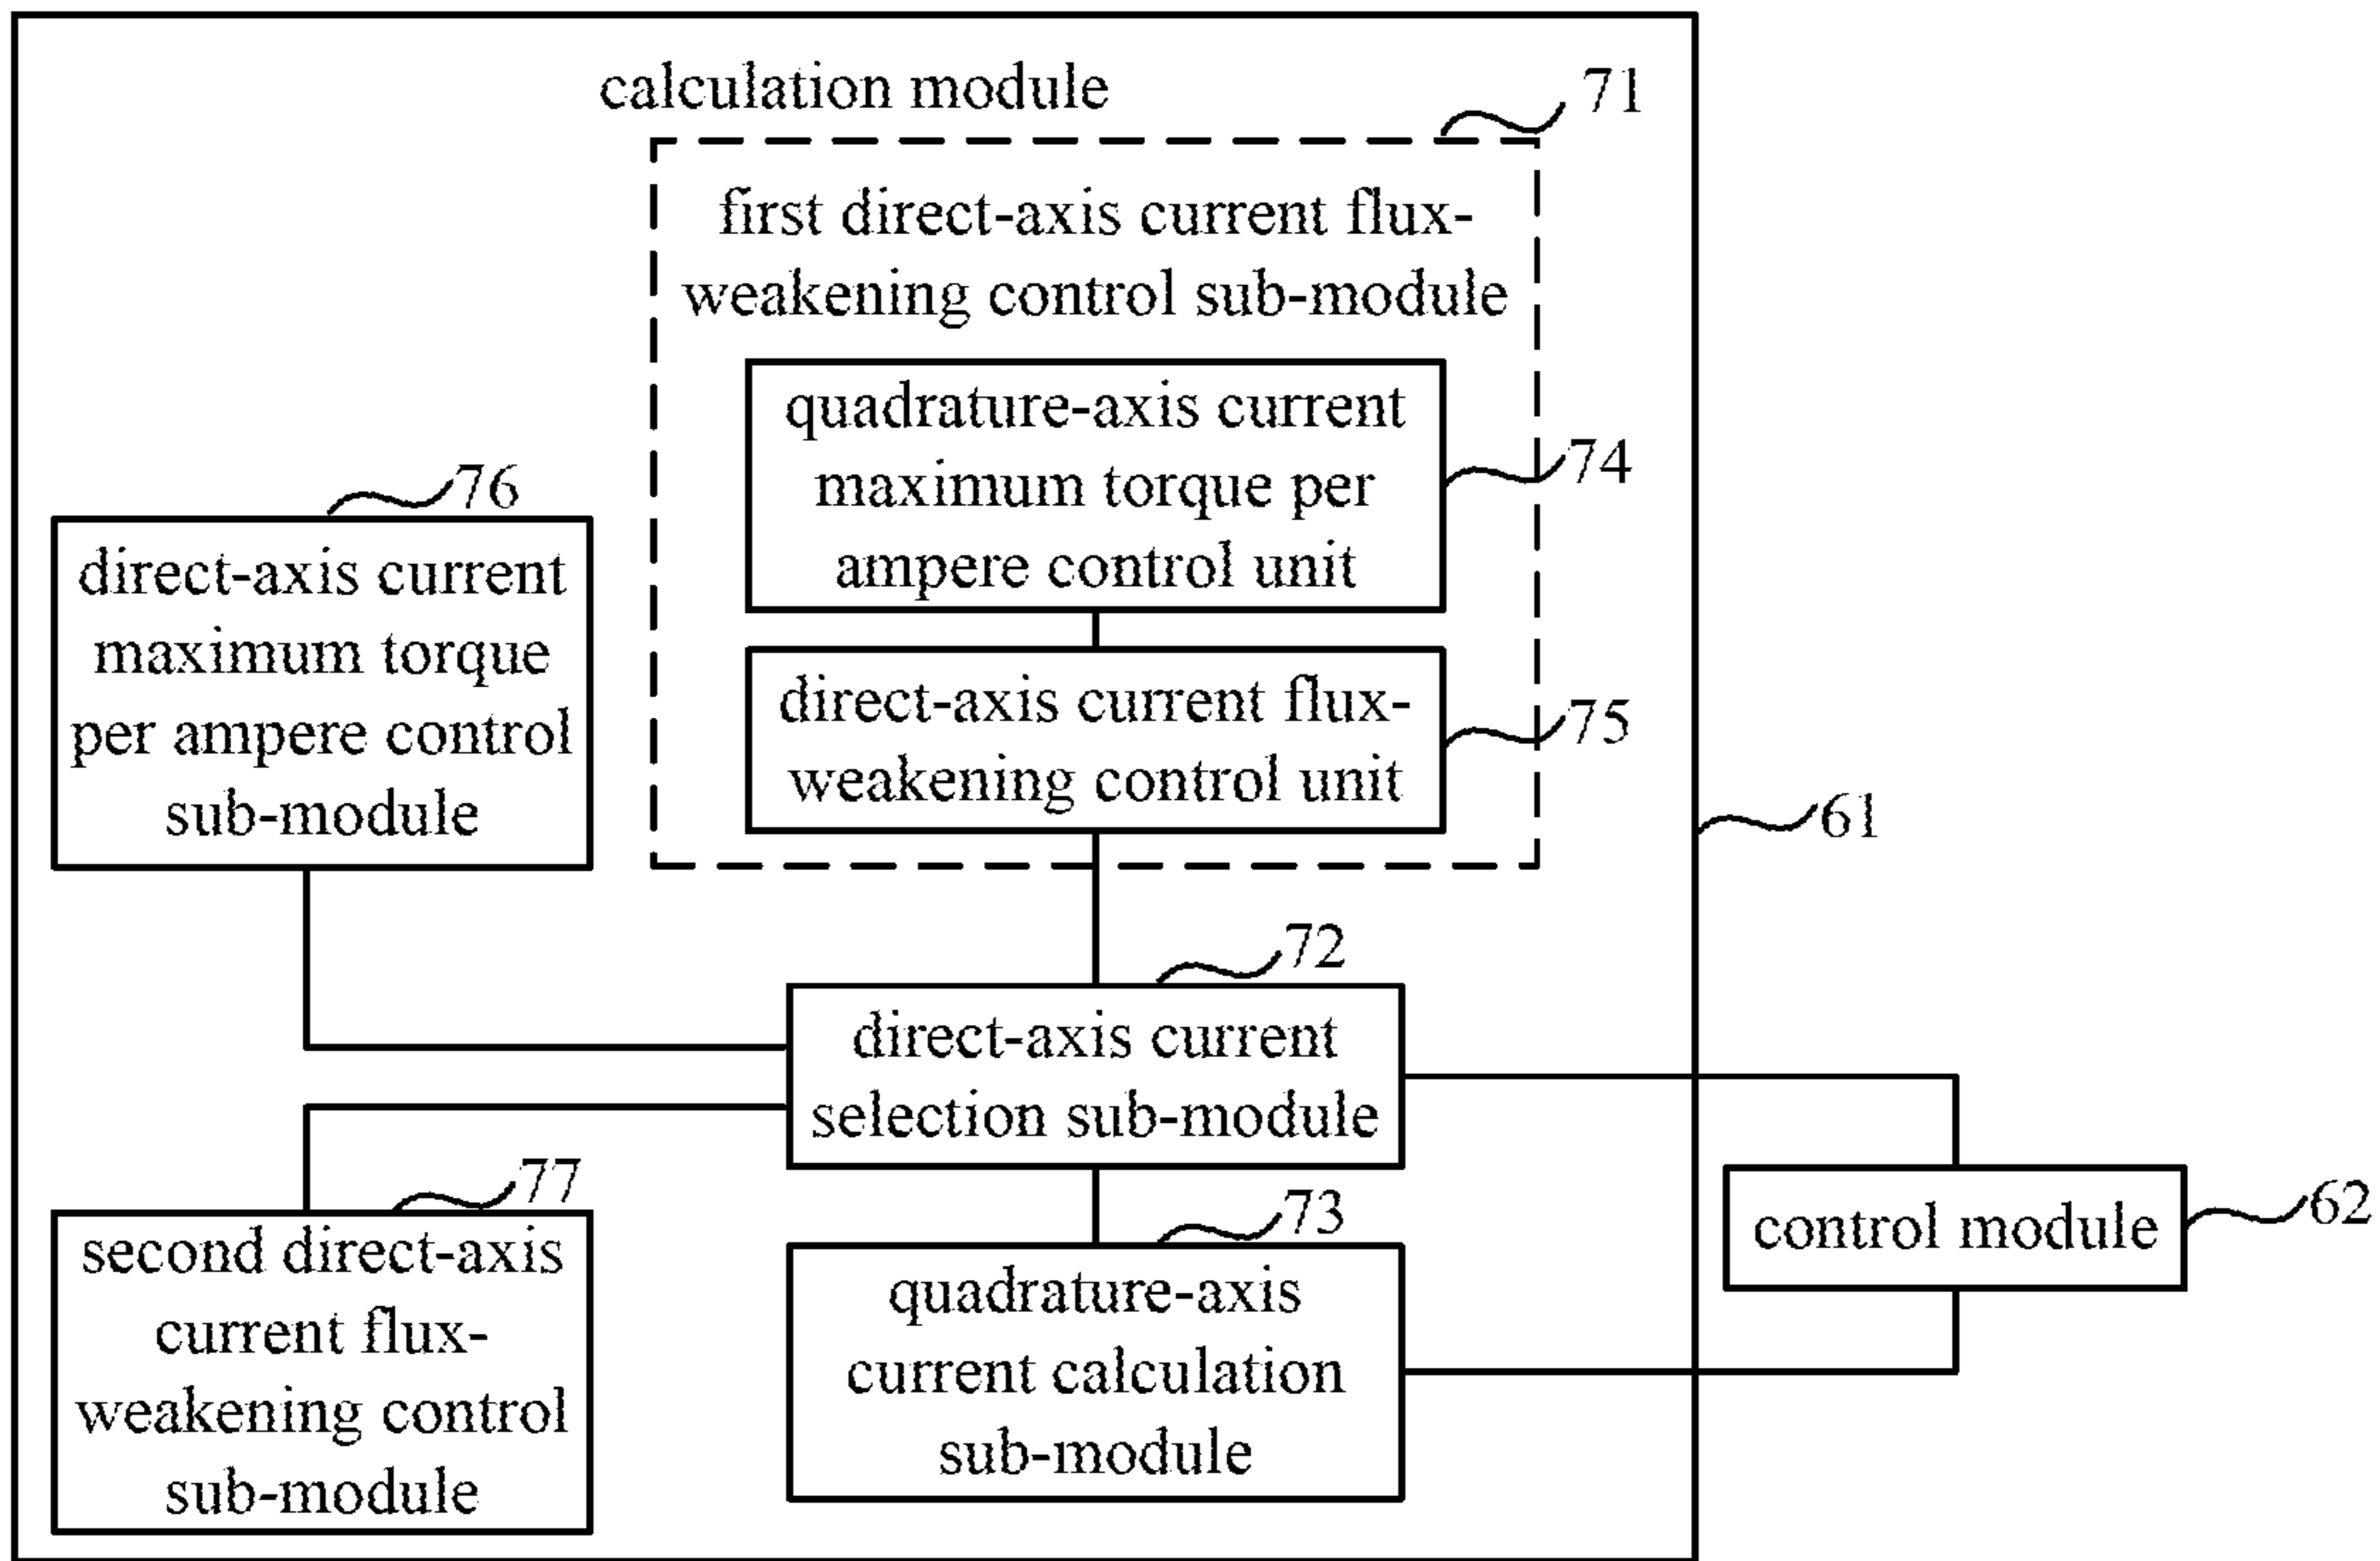 calculation module
71
first direct-axis current flux-
weakening control sub-module
quadrature-axis current
maximum torque per
ampere control unit
74
direct-axis current flux-
weakening control unit
75
76
direct-axis current
maximum torque
per ampere control
sub-module
61
72
direct-axis current
selection sub-module
77
second direct-axis
current flux-
weakening control
sub-module
73
quadrature-axis
current calculation
sub-module
control module
62